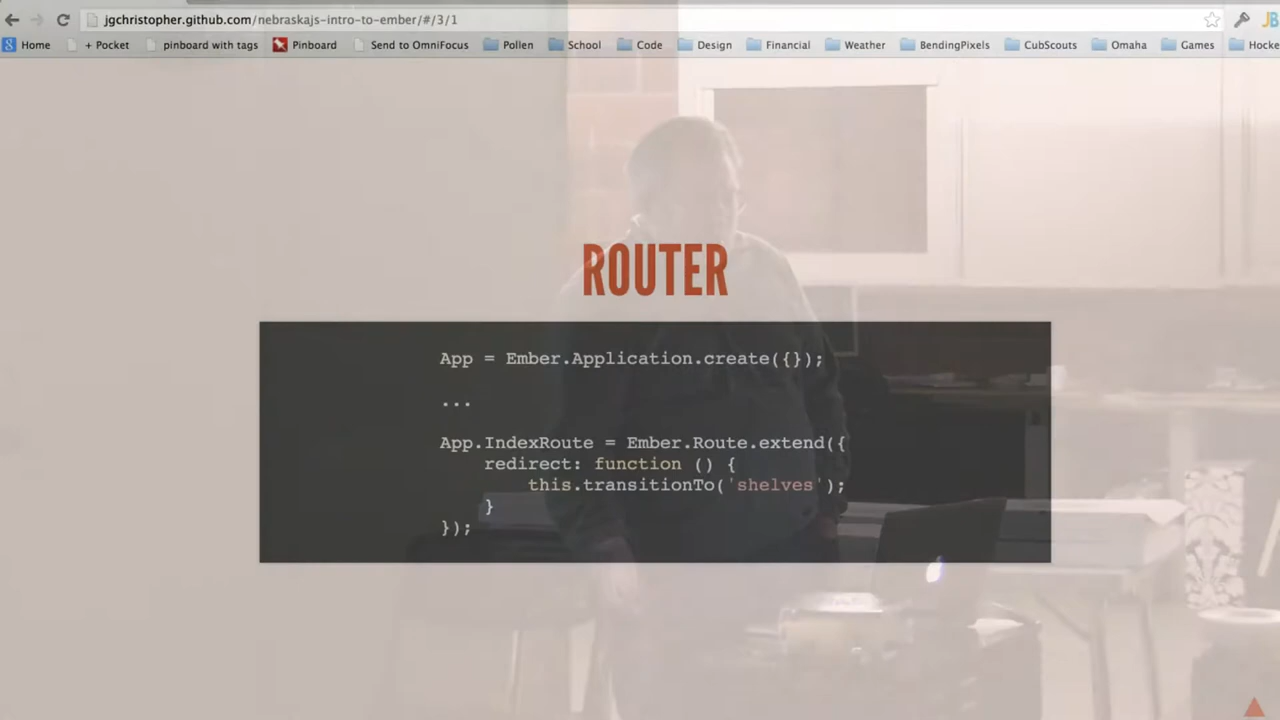 jgchristopher.github.com/nebraskajs-intro-to-ember/#/3/1
Home + Pocket pinboard with tags Pinboard Send to OmniFocus Pollen School Code Design Financial Weather BendingPixels CubScouts Omaha Games Hocke
ROUTER
App = Ember.Application.create({});
...
App.IndexRoute = Ember.Route.extend({
redirect: function () {
this.transitionTo('shelves');
}
});